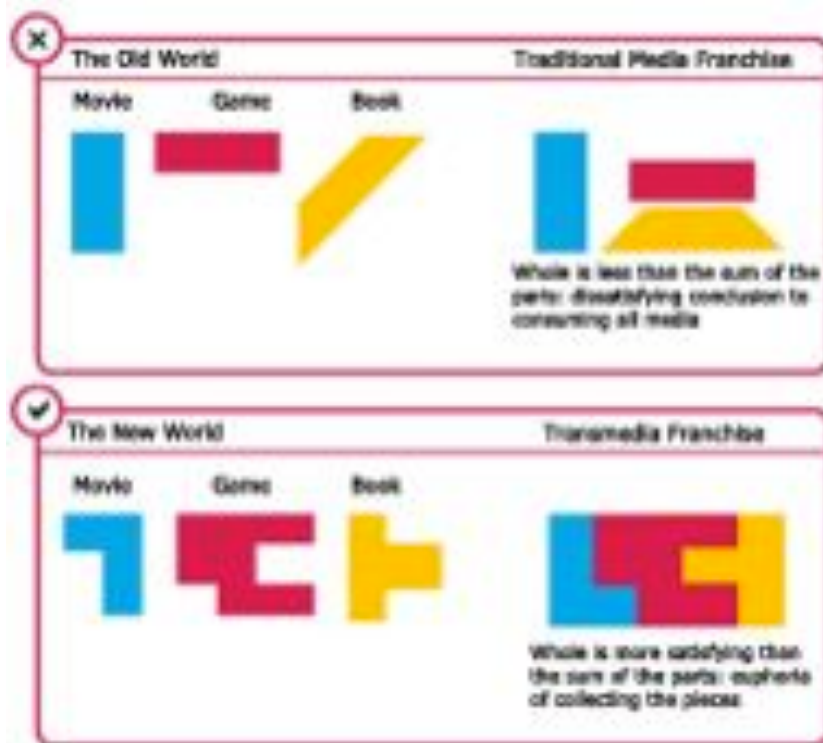 The Old World
Traditional Media Franchise
Movie
Game
Book
Whole is less than the sum of the
parts: dissatisfying conclusion to
consuming all media
The New World
Transmedia Franchise
Movie
Game
Book
Whole is more satisfying than
the sum of the parts: euphoria
of collecting the pieces